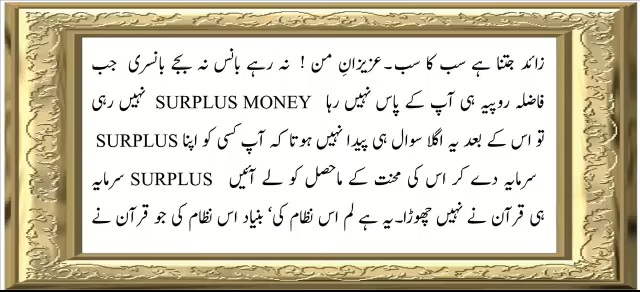 زائد جتنا ہے سب کا سب۔عزیزانِ من ! نہ رہے بانس نہ بجے بانسری جب
فاضلہ روپیہ ہی آپ کے پاس نہیں رہا SURPLUS MONEY نہیں رہی
تو اس کے بعد یہ اگلا سوال ہی پیدا نہیں ہوتا کہ آپ کسی کو اپنا SURPLUS
سرمایہ دے کر اس کی محنت کے ماحصل کو لے آئیں SURPLUS سرمایہ
ہی قرآن نے نہیں چھوڑا۔یہ ہے لم اس نظام کی‘ بنیاد اس نظام کی جو قرآن نے